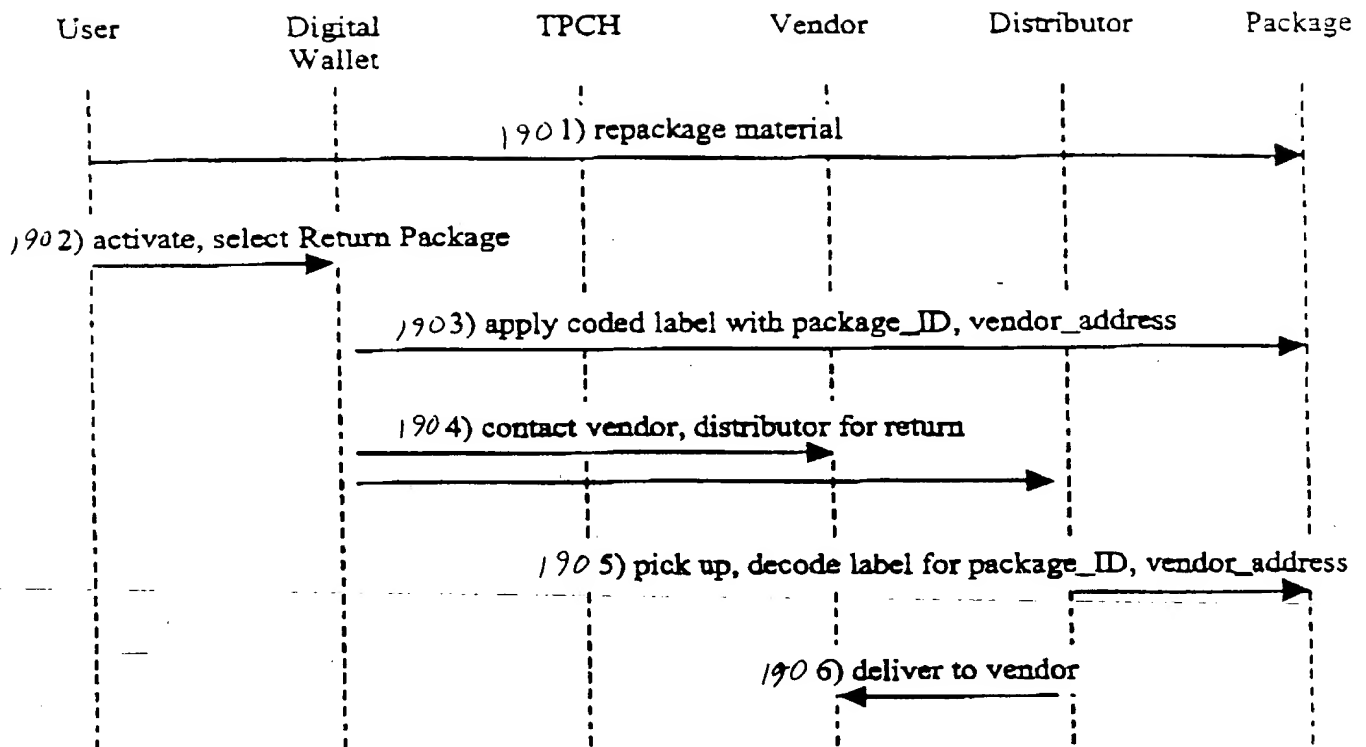 User Digital Wallet TPCH Vendor Distributor Package
1901) repackage material
1902) activate, select Return Package
1903) apply coded label with package_ID, vendor_address
1904) contact vendor, distributor for return
1905) pick up, decode label for package_ID, vendor_address
1906) deliver to vendor